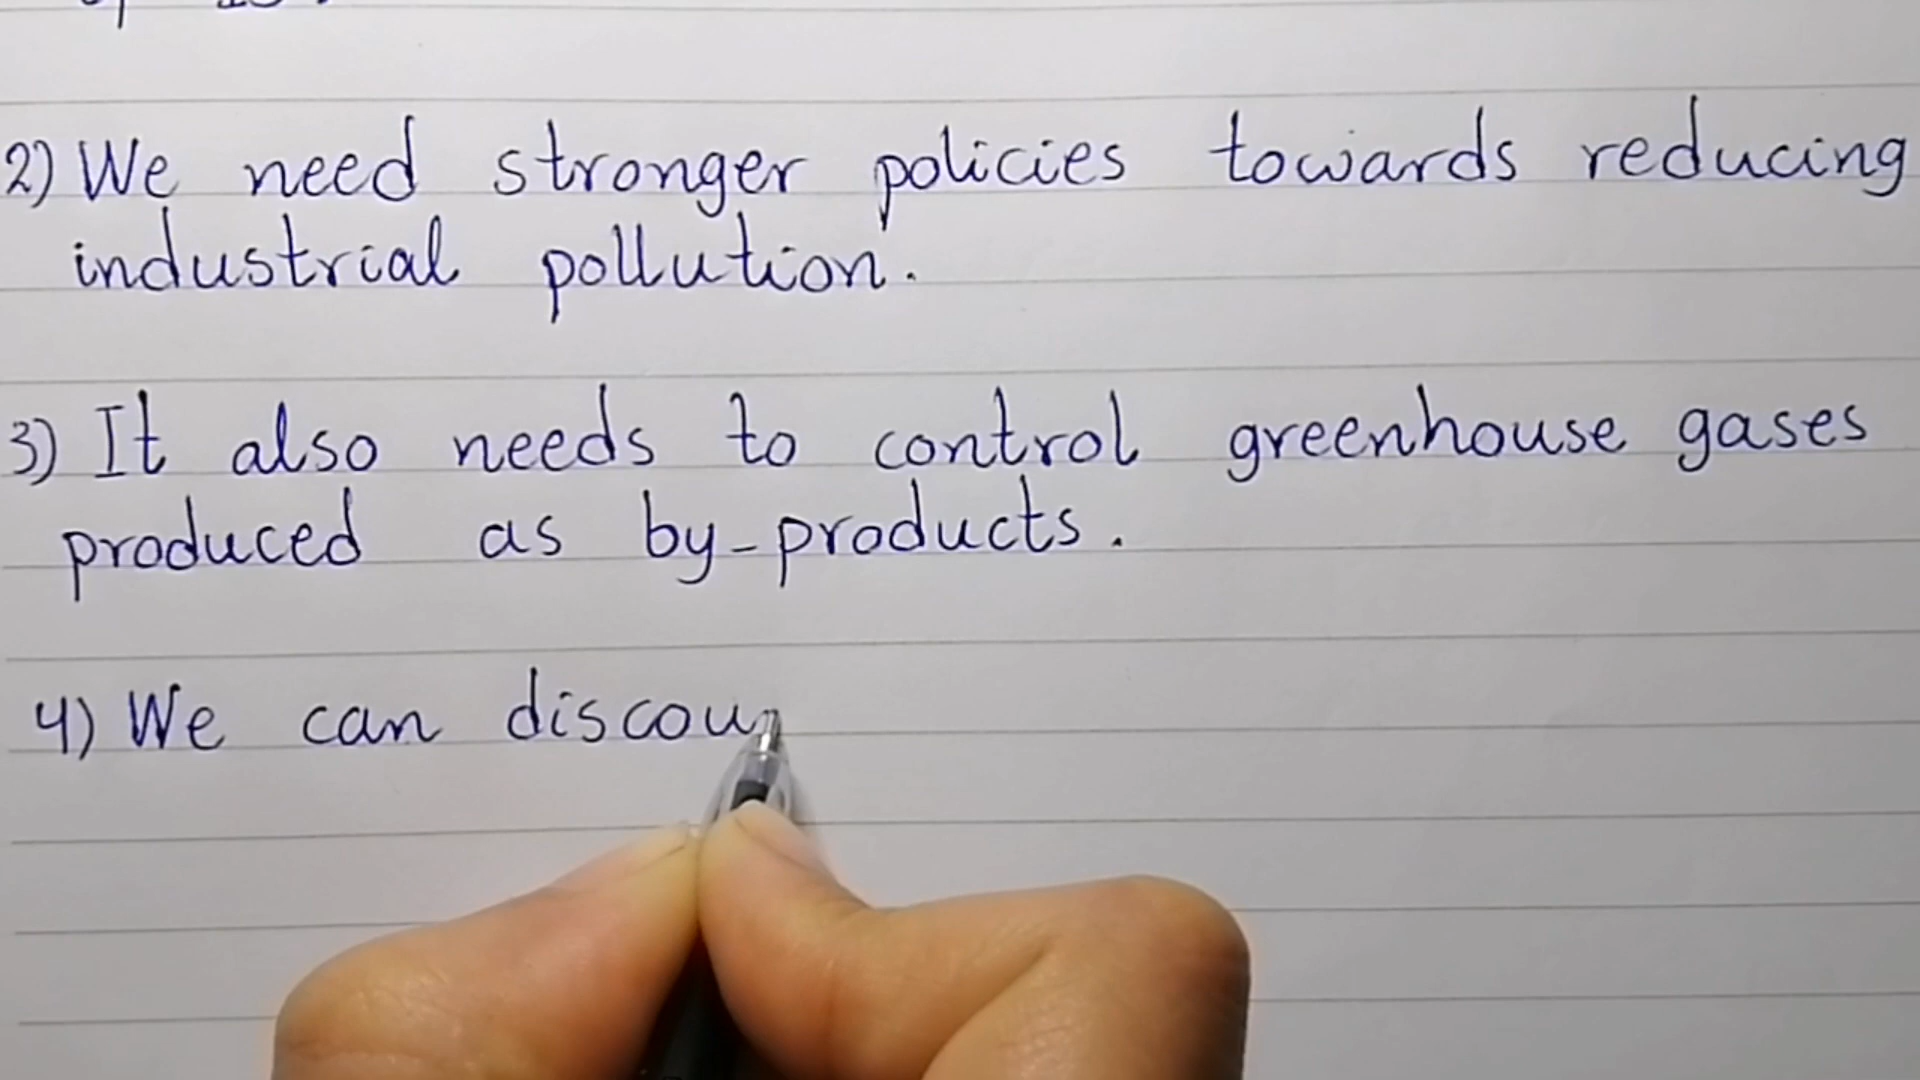 2) We need stronger policies towards reducing
industrial pollution.
3) It also needs to control greenhouse gases
produced as by-products.
4) We can discou